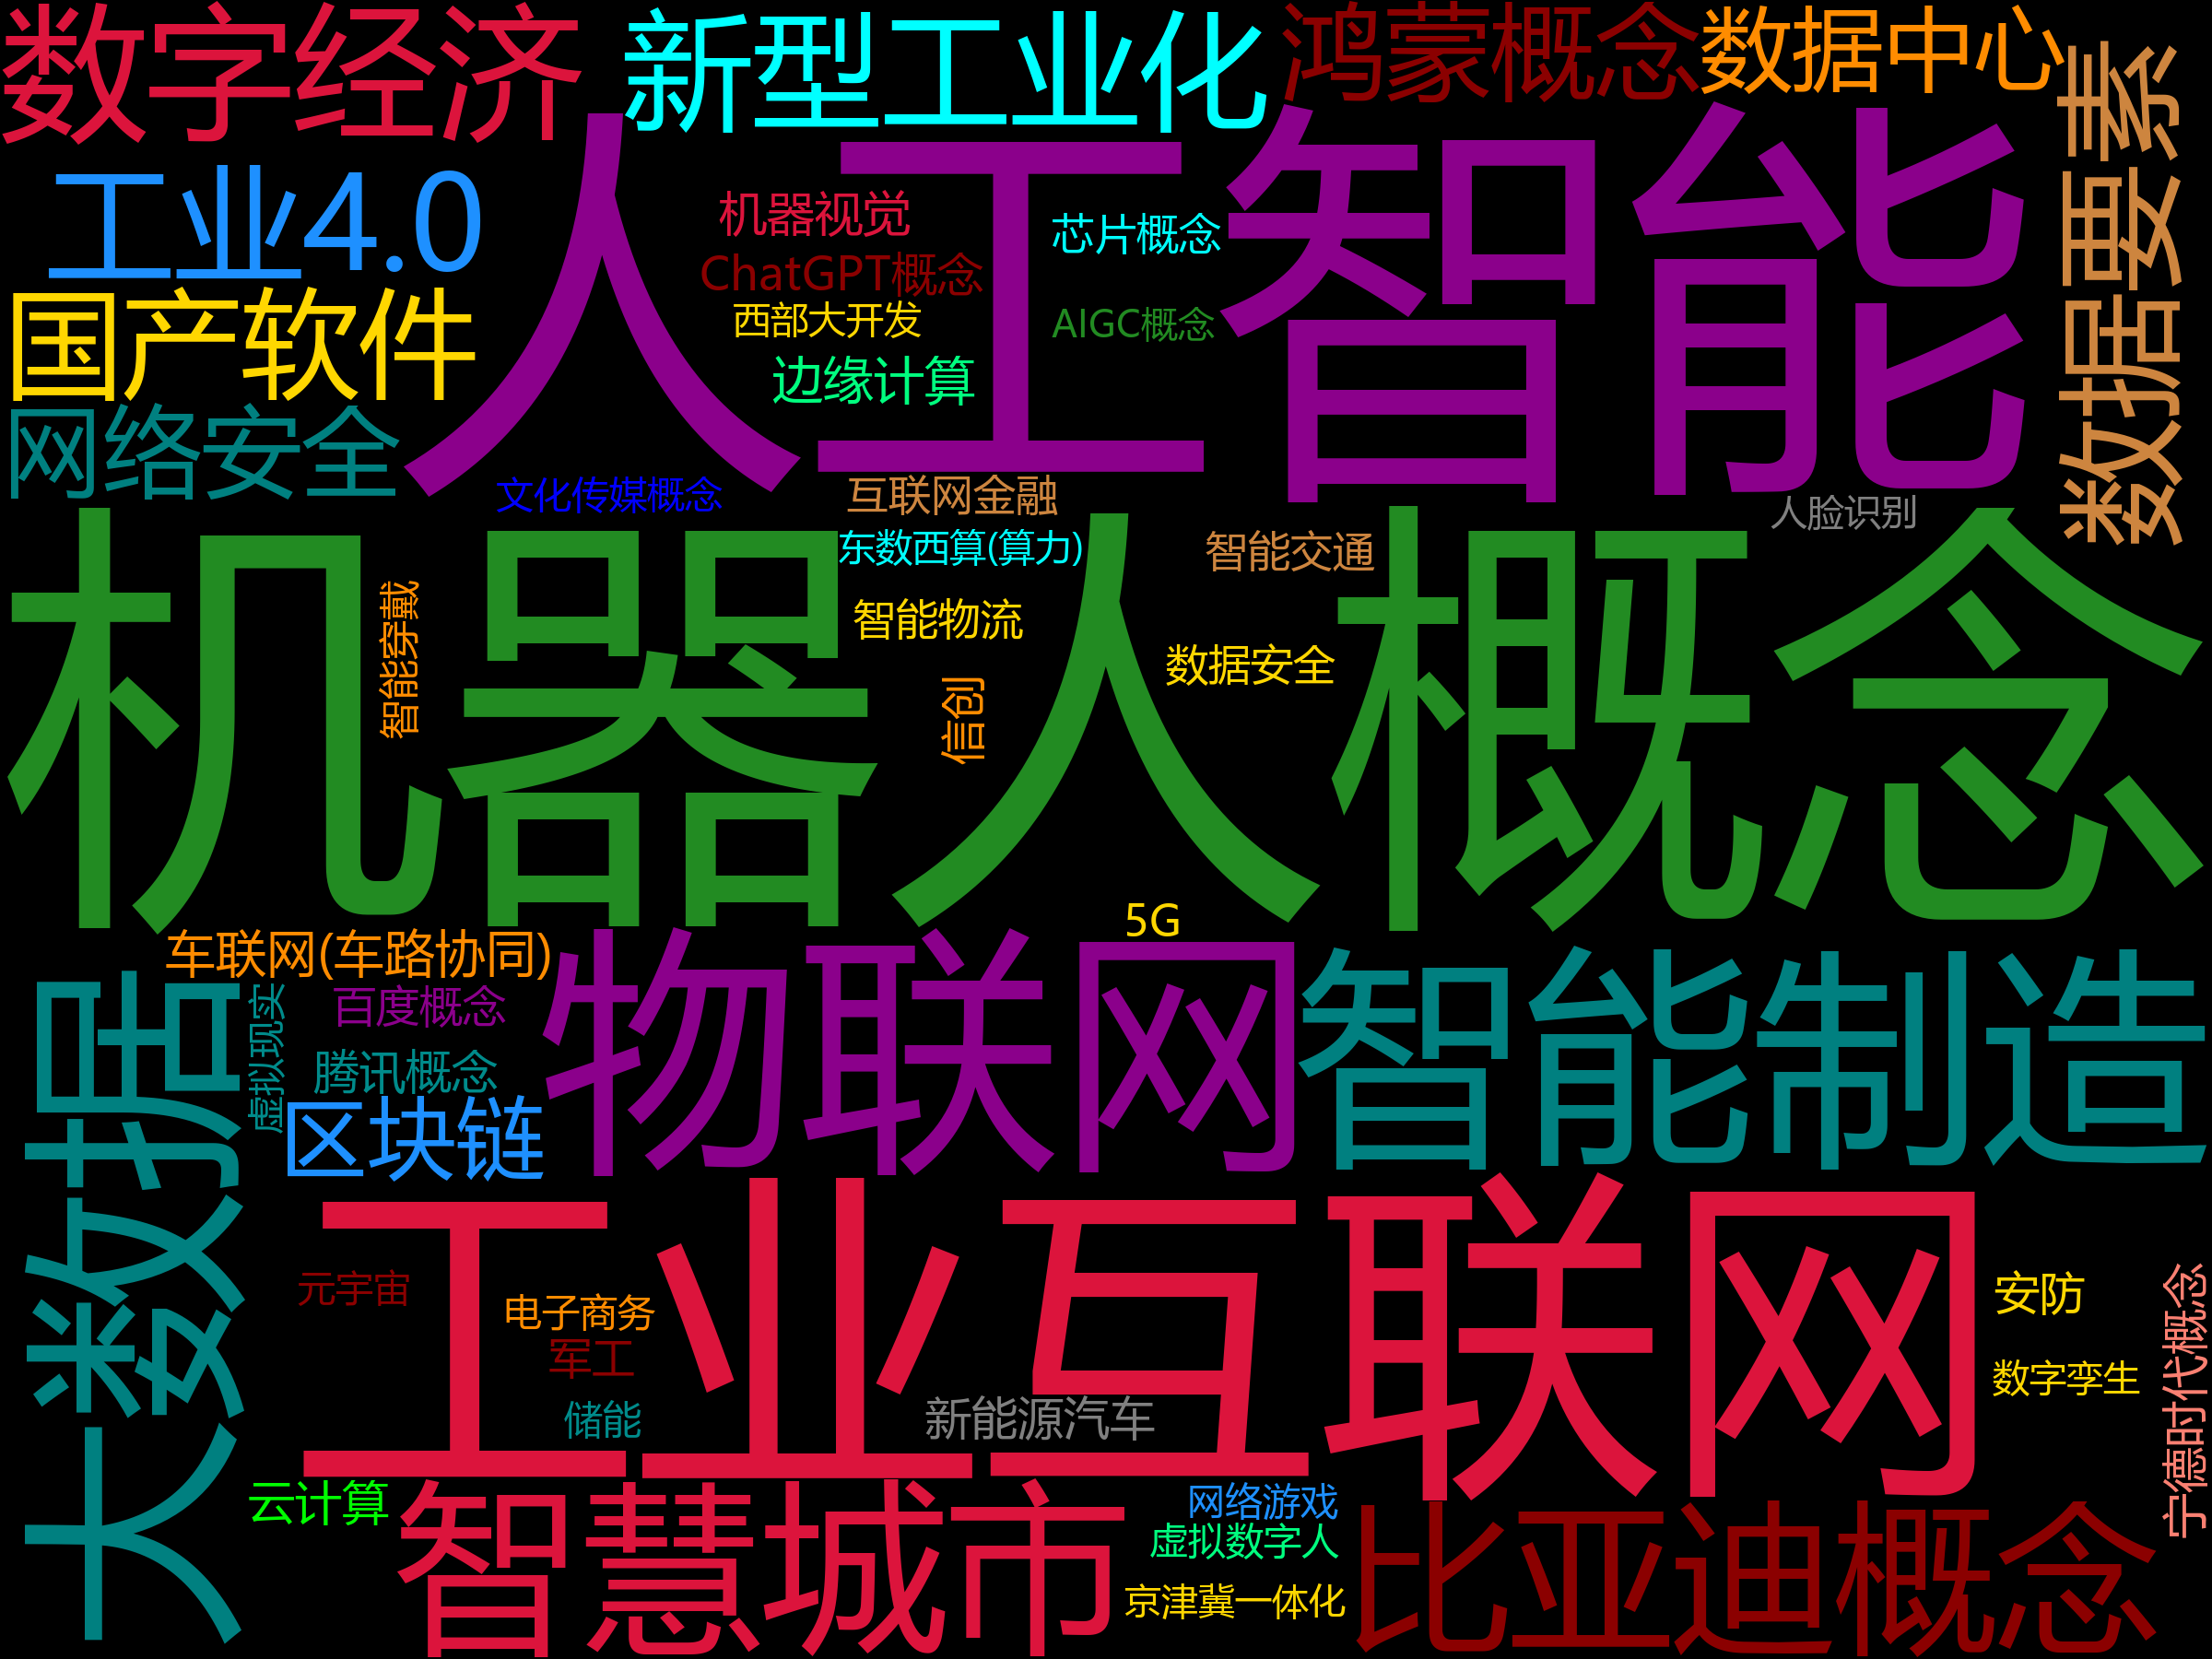 数字经济
新型工业化
鸿蒙概念
数据中心
数据要素
人工智能
工业4.0
机器视觉
芯片概念
ChatGPT概念
国产软件
西部大开发
AIGC概念
边缘计算
网络安全
文化传媒概念
互联网金融
人脸识别
机器人概念
东数西算(算力)
智能交通
智能穿戴
智能物流
数据安全
信创
5G
车联网(车路协同)
物联网
智能制造
大数据
虚拟现实
百度概念
腾讯概念
区块链
工业互联网
元宇宙
电子商务
安防
军工
数字孪生
宁德时代概念
储能
新能源汽车
云计算
智慧城市
网络游戏
虚拟数字人
京津冀一体化
比亚迪概念